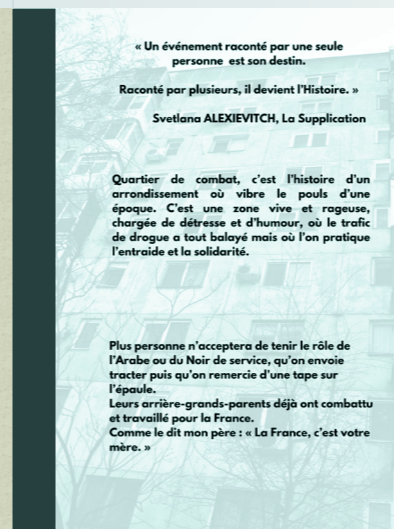 « Un événement raconté par une seule
personne est son destin.
Raconté par plusieurs, il devient l'Histoire. »
Svetlana ALEXIEVITCH, La Supplication
Quartier de combat, c'est l'histoire d'un
arrondissement où vibre le pouls d'une
époque. C'est une zone vive et rageuse,
chargée de détresse et d'humour, où le trafic
de drogue a tout balayé mais où l'on pratique
l'entraide et la solidarité.
Plus personne n'acceptera de tenir le rôle de
l'Arabe ou du Noir de service, qu'on envoie
tracter puis qu'on remercie d'une tape sur
l'épaule.
Leurs arrière-grands-parents déjà ont combattu
et travaillé pour la France.
Comme le dit mon père : « La France, c'est votre
mère. »